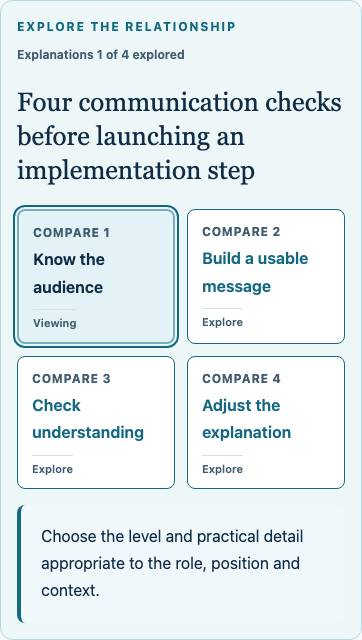 EXPLORE THE RELATIONSHIP
Explanations 1 of 4 explored
Four communication checks
before launching an
implementation step
COMPARE 1
Know the
audience
Viewing
COMPARE 2
Build a usable
message
Explore
COMPARE 3
Check
understanding
Explore
COMPARE 4
Adjust the
explanation
Explore
Choose the level and practical detail
appropriate to the role, position and
context.